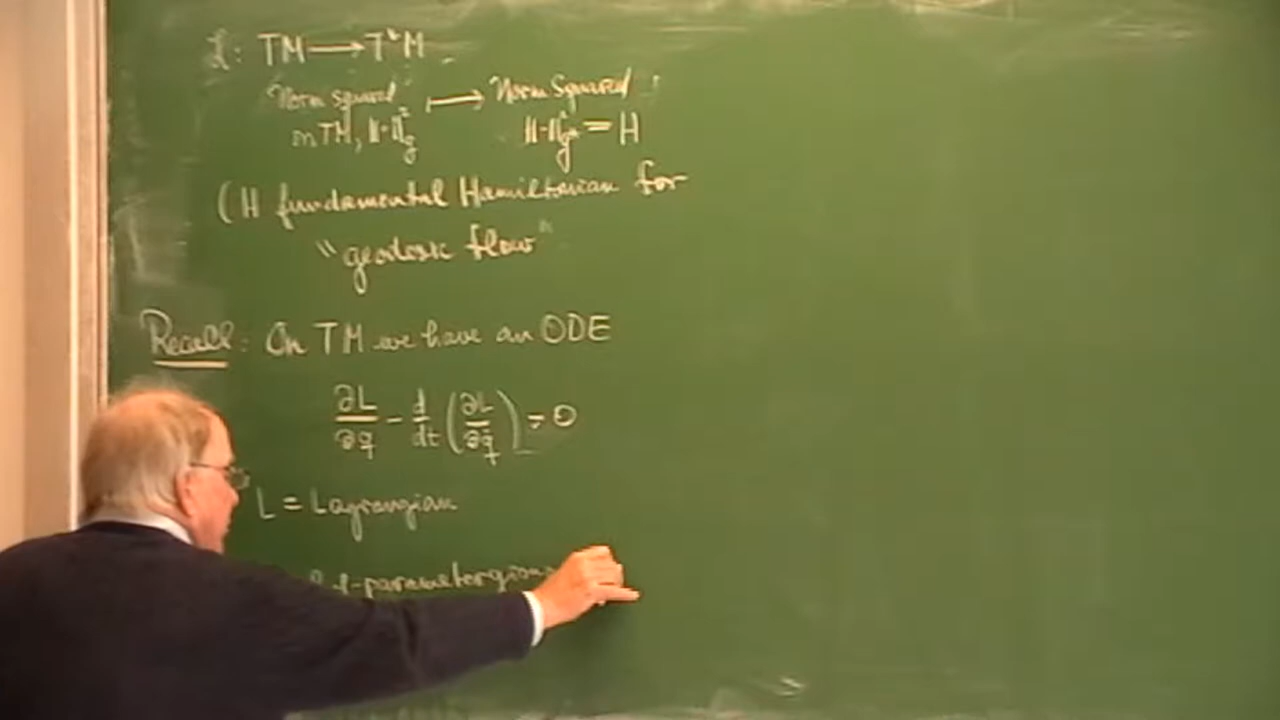 ℒ: TM ⟶ T*M
Norm squared ⟼ Norm Squared
on TM, ‖·‖²_g ‖·‖²_g* = H
(H fundamental Hamiltonian for
"geodesic flow"
Recall: On TM we have an ODE
∂L/∂q - d/dt (∂L/∂q̇) = 0
L = Lagrangian